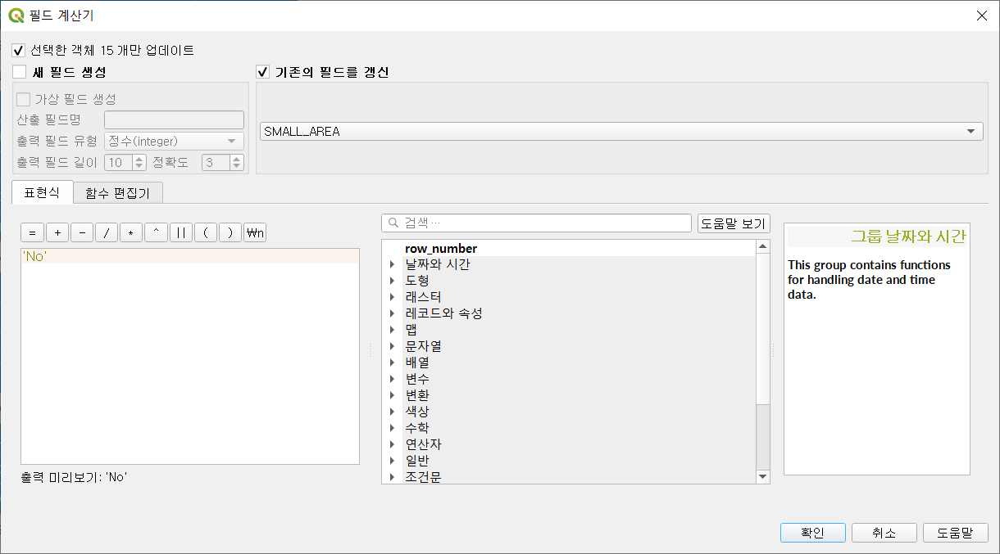 필드 계산기
선택한 객체 15 개만 업데이트
새 필드 생성
기존의 필드를 갱신
가상 필드 생성
산출 필드명
출력 필드 유형 정수(integer)
출력 필드 길이 10 정확도 3
SMALL_AREA
표현식 함수 편집기
= + - / * ^ || ( ) ₩n
'No'
출력 미리보기: 'No'
검색… 도움말 보기
row_number
날짜와 시간
도형
래스터
레코드와 속성
맵
문자열
배열
변수
변환
색상
수학
연산자
일반
조건문
그룹 날짜와 시간
This group contains functions
for handling date and time
data.
확인 취소 도움말